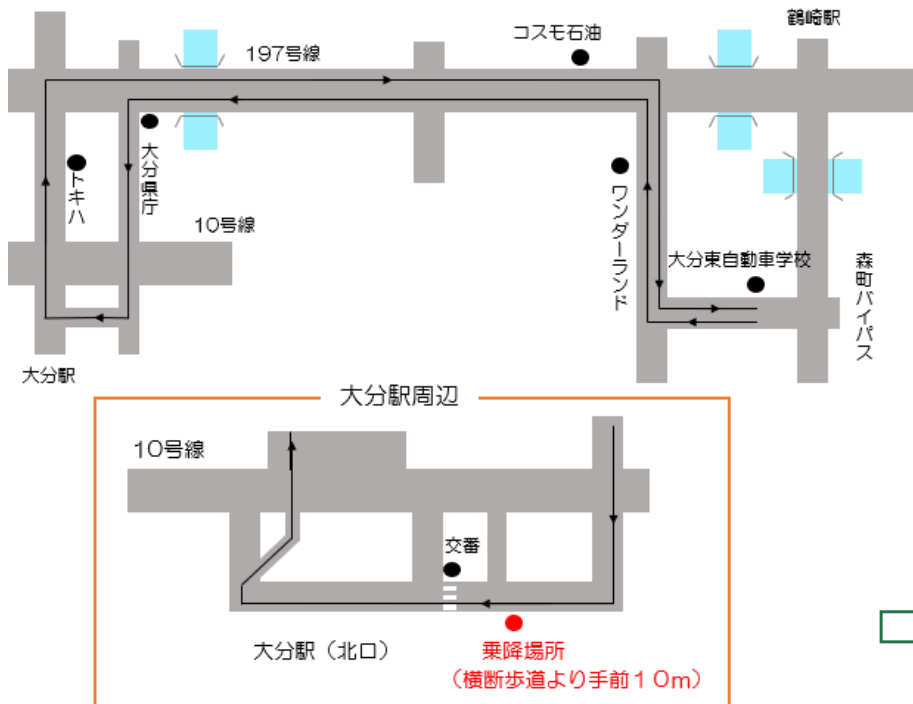 鶴崎駅
コスモ石油
197号線
大分県庁
トキハ
10号線
ワンダーランド
大分東自動車学校
森町バイパス
大分駅
大分駅周辺
10号線
交番
大分駅(北口)
乗降場所
(横断歩道より手前10m)